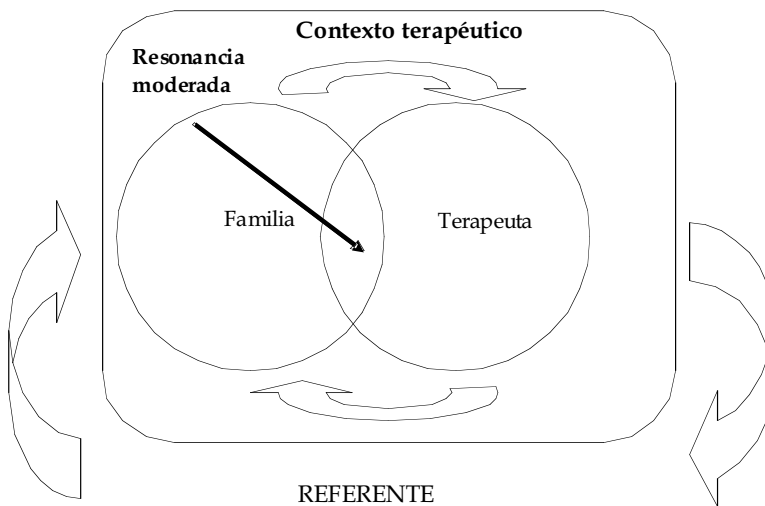 Contexto terapéutico
Resonancia
moderada
Familia
Terapeuta
REFERENTE